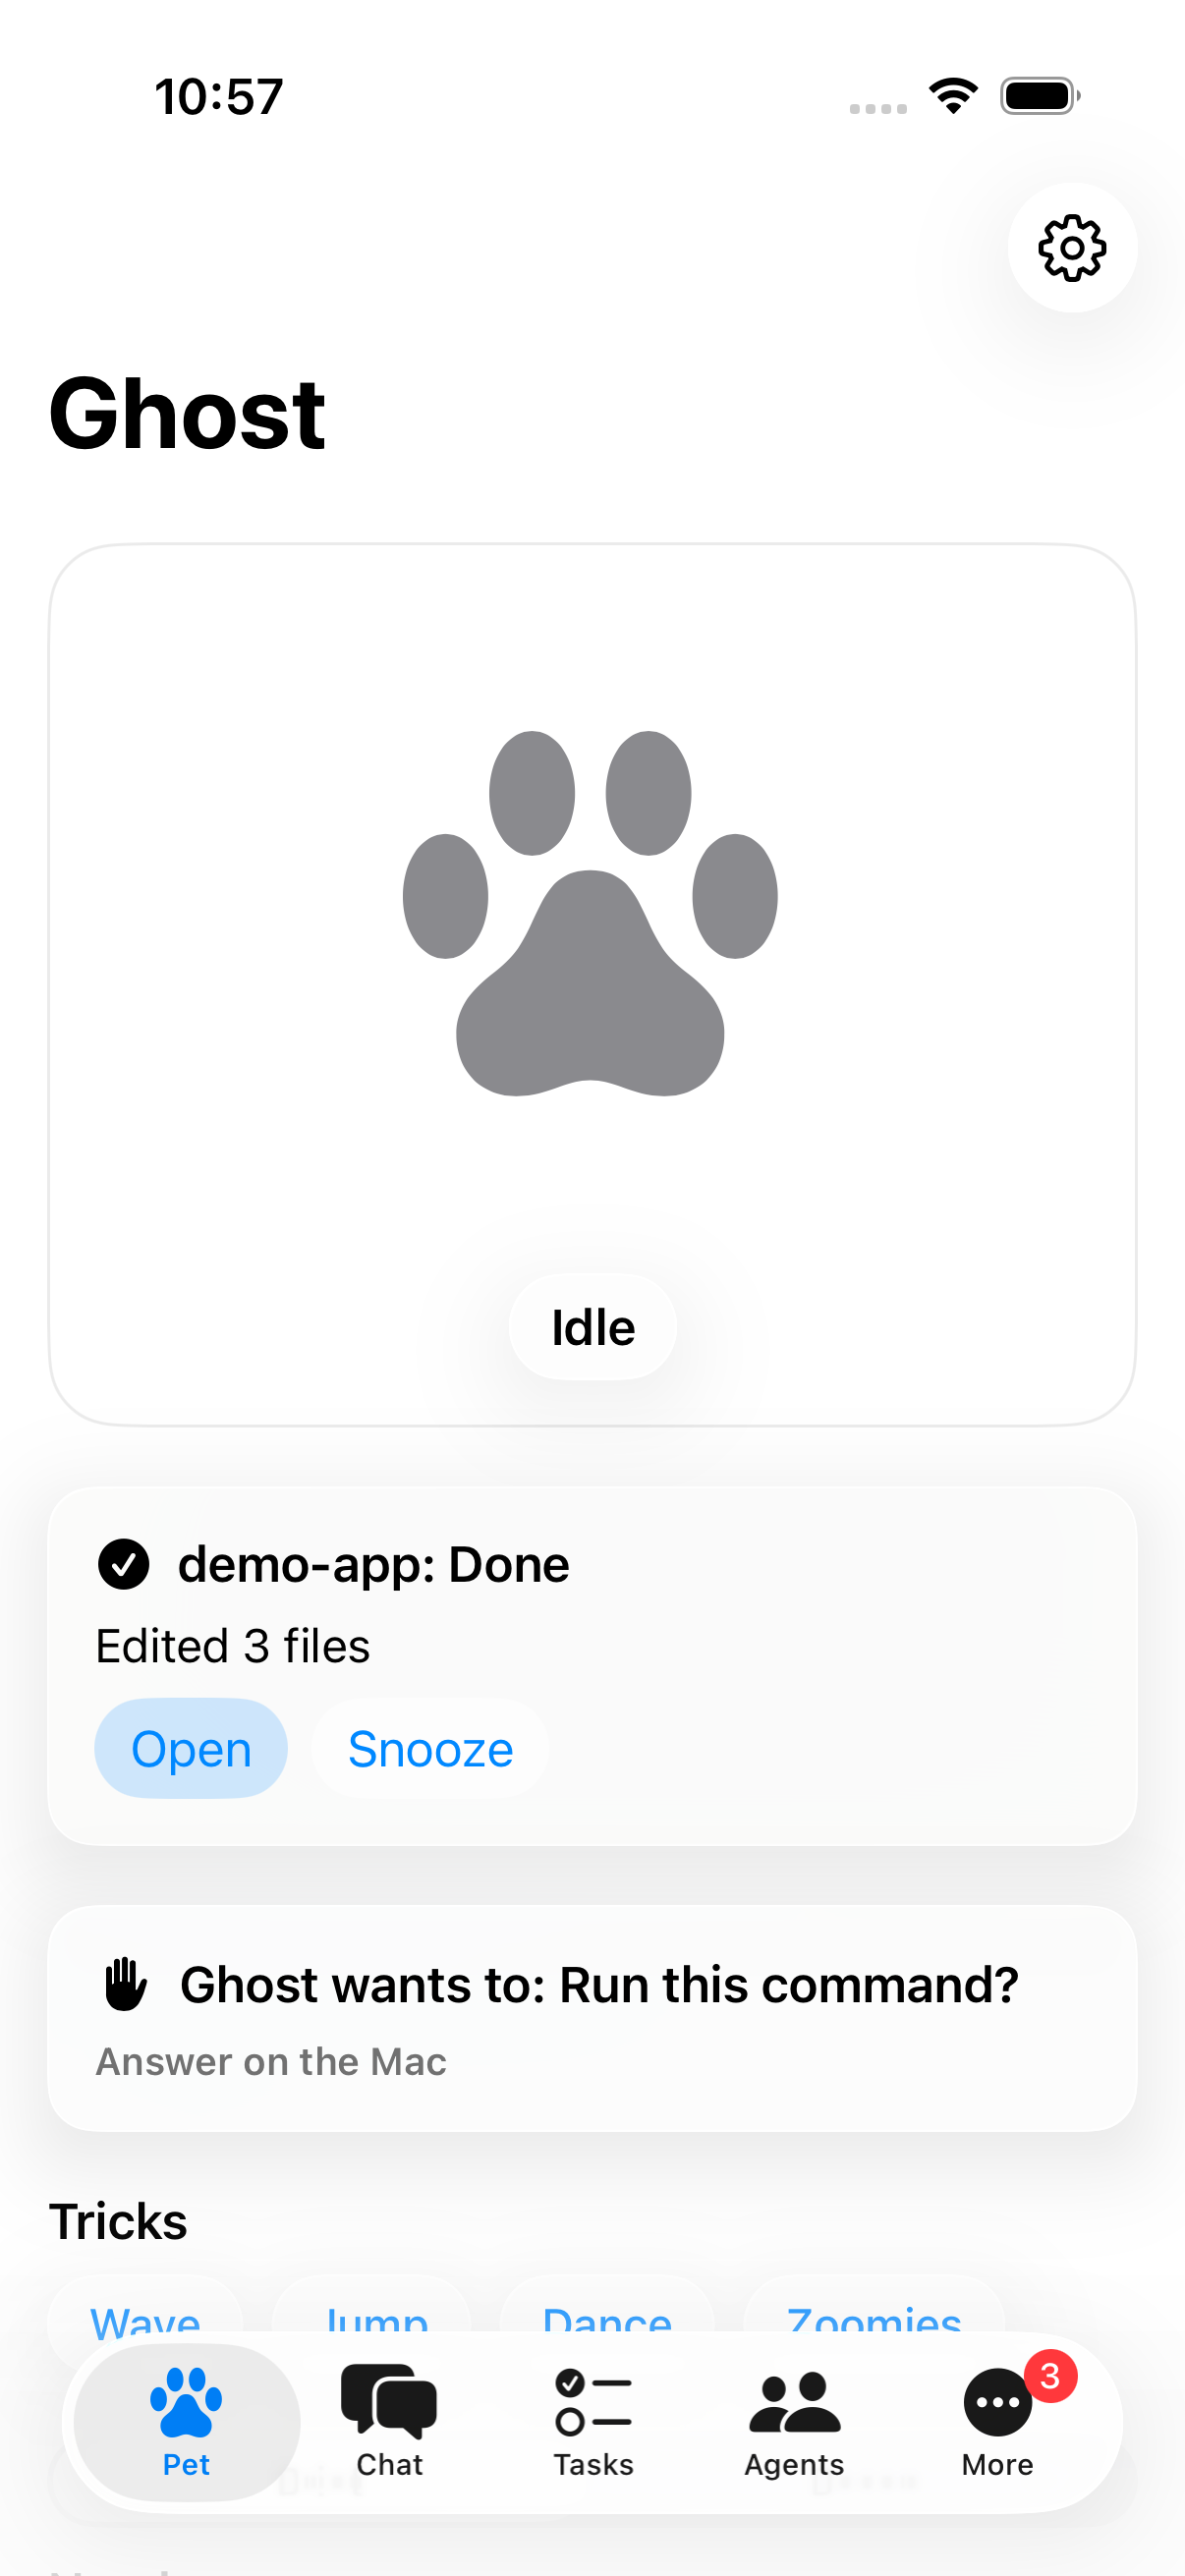 10:57
Ghost
Idle
demo-app: Done
Edited 3 files
Open Snooze
Ghost wants to: Run this command?
Answer on the Mac
Tricks
Wave Jump Dance Zoomies
3
Pet Chat Tasks Agents More